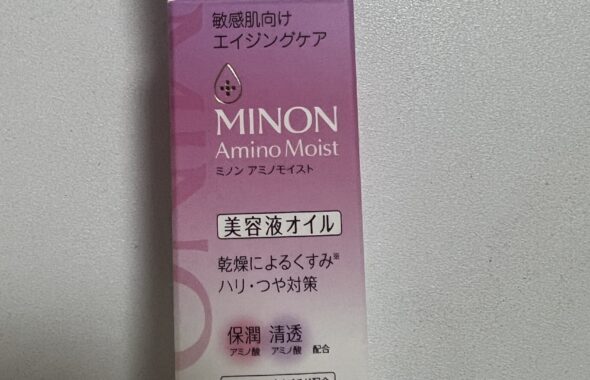 敏感肌向け
エイジングケア
MINON
Amino Moist
ミノン アミノモイスト
美容液オイル
乾燥によるくすみ※
ハリ・つや対策
保潤 清透
アミノ酸 アミノ酸 配合